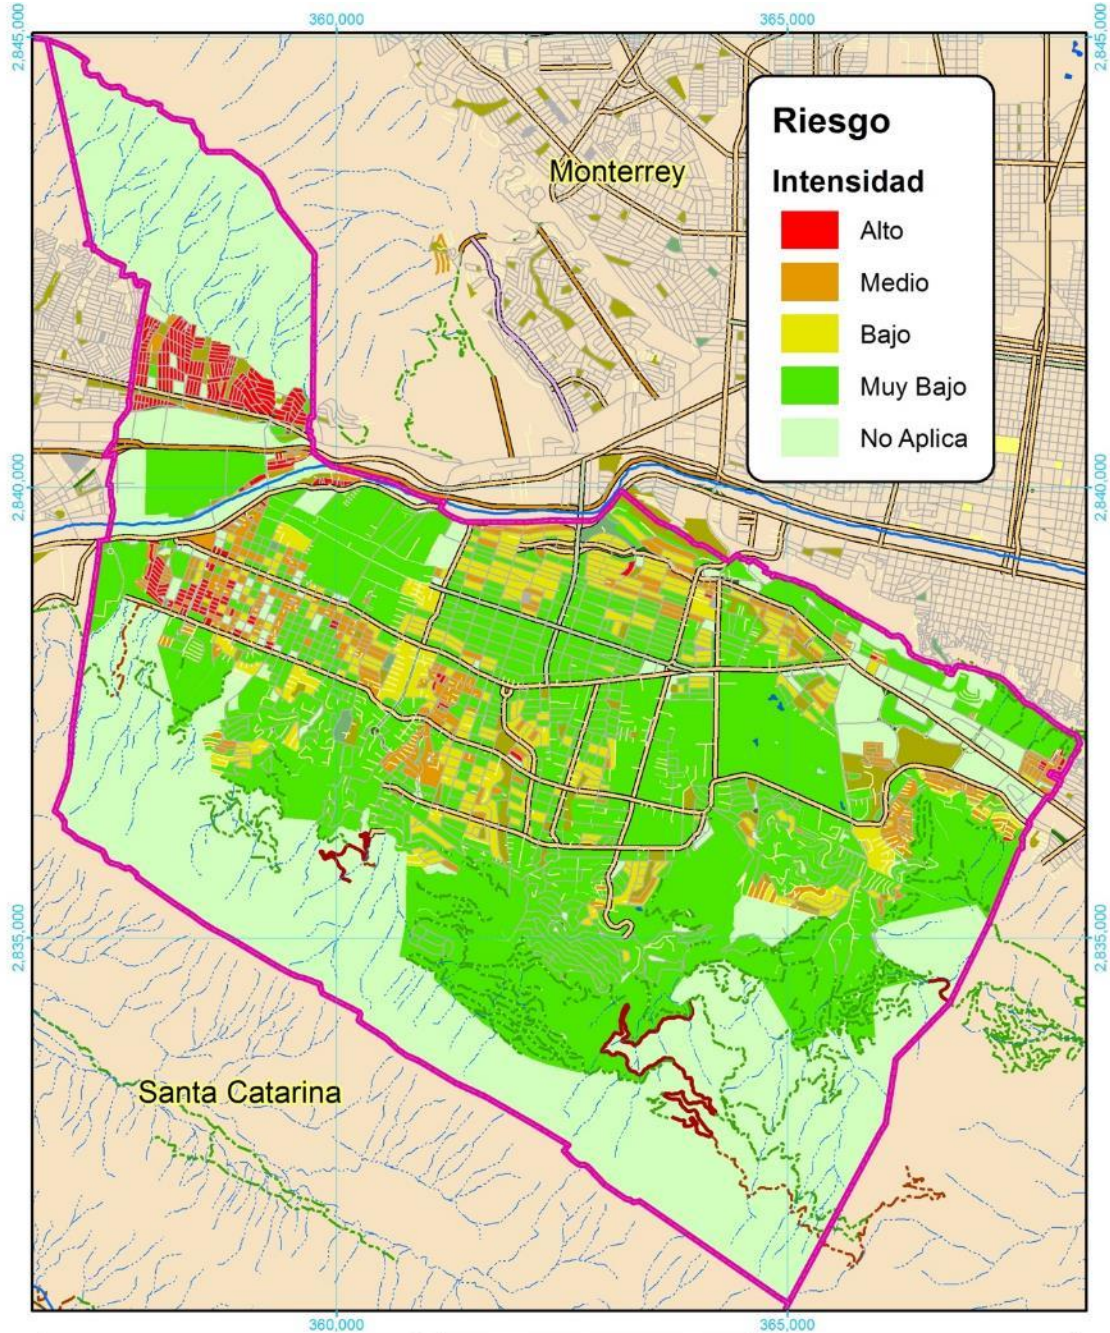 360,000
365,000
2,845,000
2,845,000
Riesgo
Intensidad
Alto
Medio
Bajo
Muy Bajo
No Aplica
Monterrey
2,840,000
2,840,000
2,835,000
2,835,000
Santa Catarina
360,000
365,000